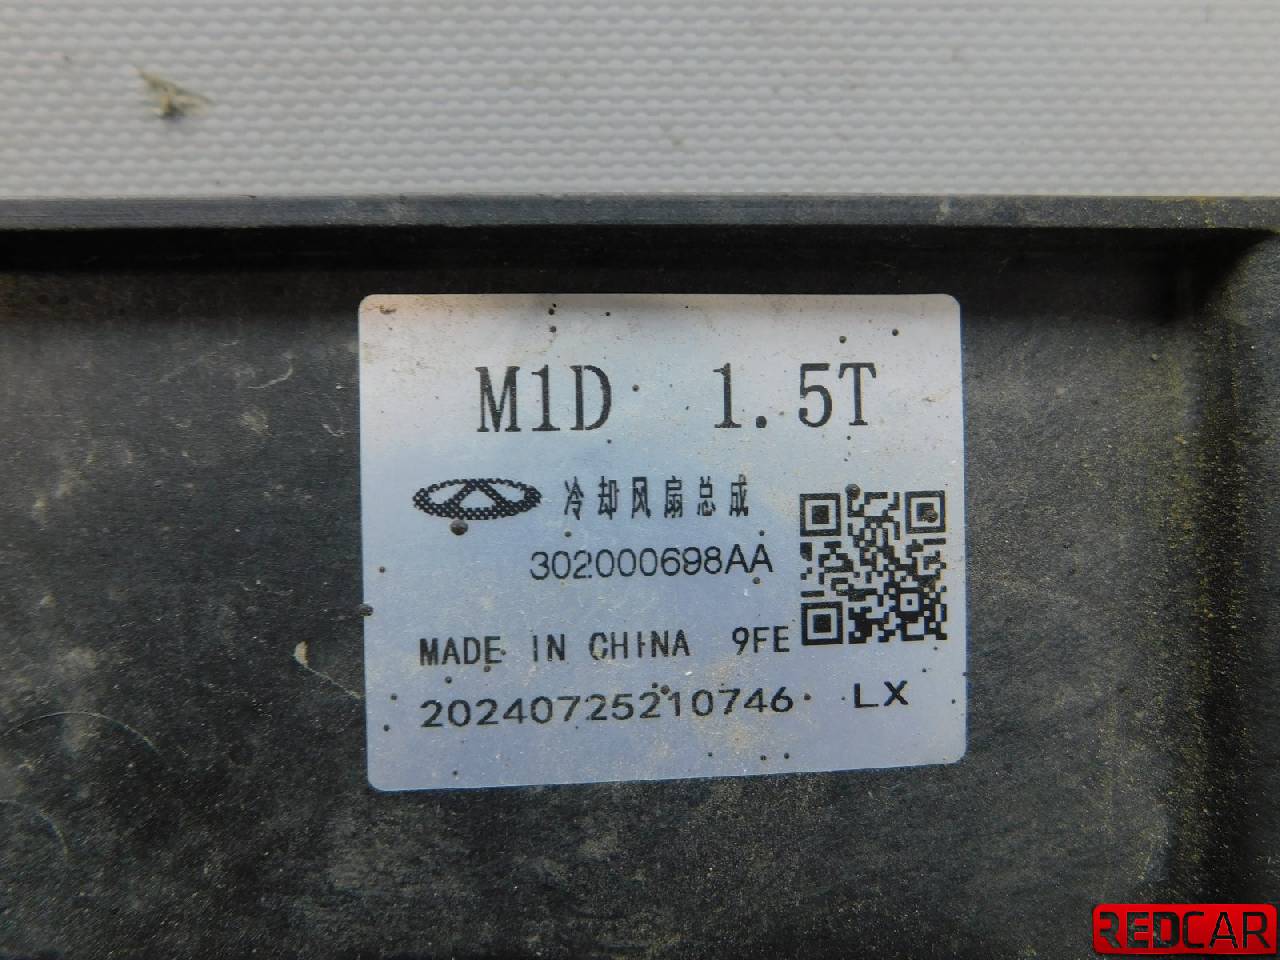 M1D 1.5T
冷却风扇总成
302000698AA
MADE IN CHINA 9FE
20240725210746 LX
REDCAR